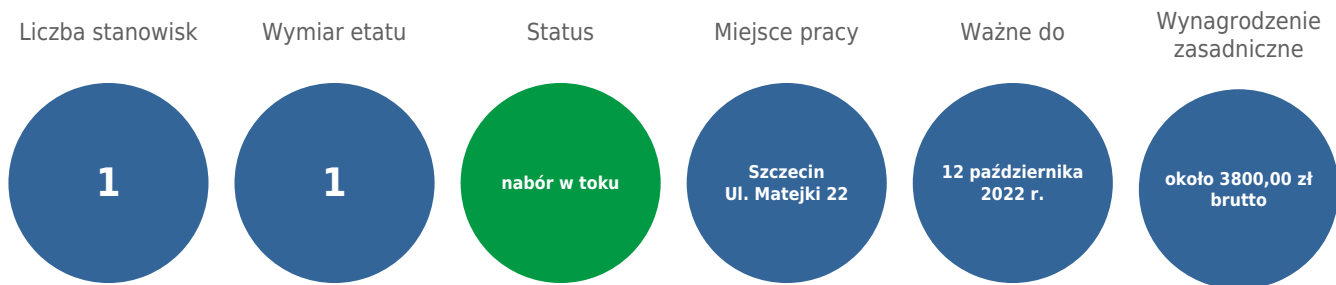 Liczba stanowisk
1
Wymiar etatu
1
Status
nabór w toku
Miejsce pracy
Szczecin
Ul. Matejki 22
Ważne do
12 października
2022 r.
Wynagrodzenie
zasadniczne
około 3800,00 zł
brutto